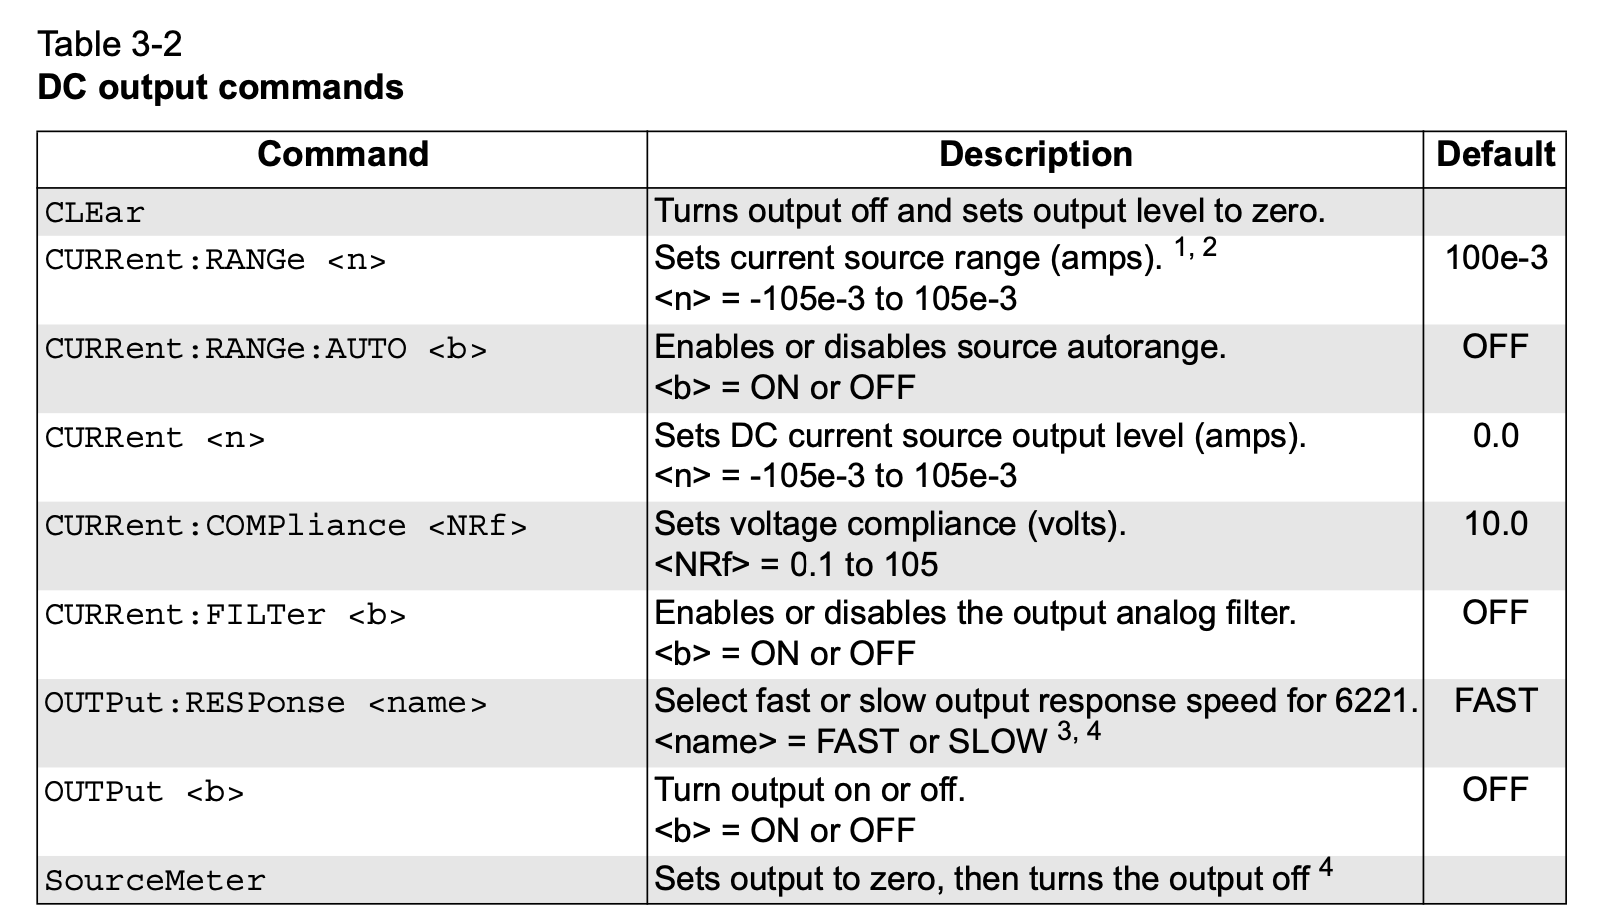 Table 3-2
DC output commands
Command Description Default
CLEar Turns output off and sets output level to zero.
CURRent:RANGe <n> Sets current source range (amps). 1, 2 100e-3
<n> = -105e-3 to 105e-3
CURRent:RANGe:AUTO <b> Enables or disables source autorange. OFF
<b> = ON or OFF
CURRent <n> Sets DC current source output level (amps). 0.0
<n> = -105e-3 to 105e-3
CURRent:COMPliance <NRf> Sets voltage compliance (volts). 10.0
<NRf> = 0.1 to 105
CURRent:FILTer <b> Enables or disables the output analog filter. OFF
<b> = ON or OFF
OUTPut:RESPonse <name> Select fast or slow output response speed for 6221. FAST
<name> = FAST or SLOW 3, 4
OUTPut <b> Turn output on or off. OFF
<b> = ON or OFF
SourceMeter Sets output to zero, then turns the output off 4